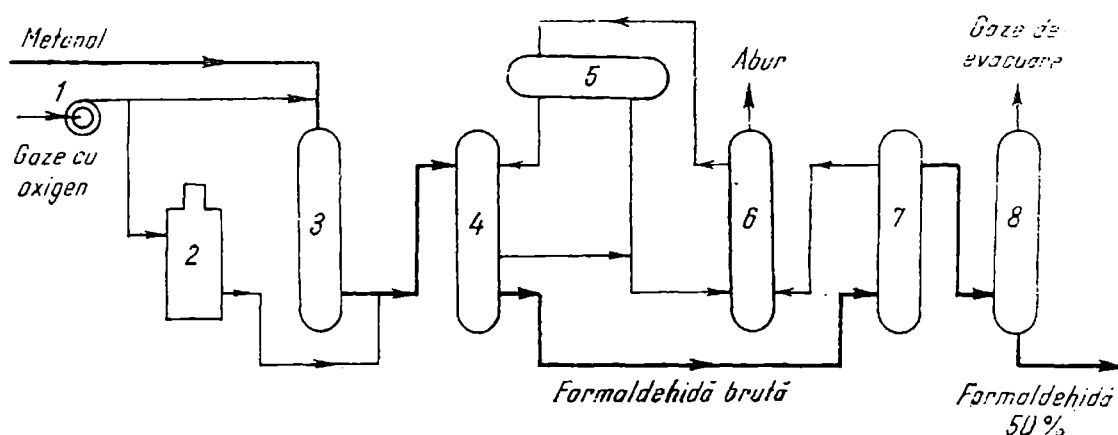 Metanol
1
Gaze cu
oxigen
2
3
4
5
Abur
6
7
Gaze de
evacuare
8
Formaldehidă brută
Formaldehidă
50 %